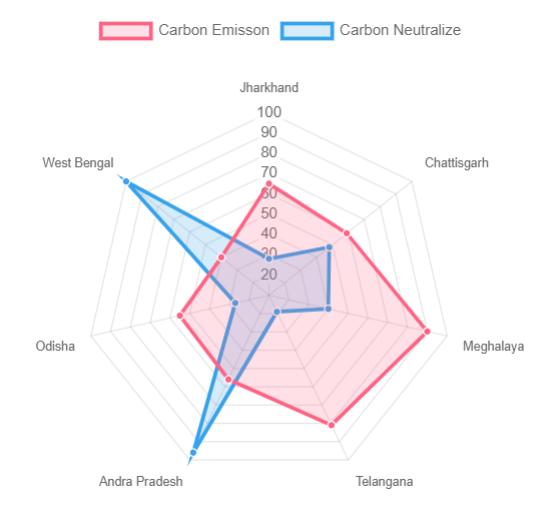 Carbon Emisson Carbon Neutralize
Jharkhand
100
90
80
70
60
50
40
30
20
West Bengal
Chattisgarh
Odisha
Meghalaya
Andra Pradesh
Telangana